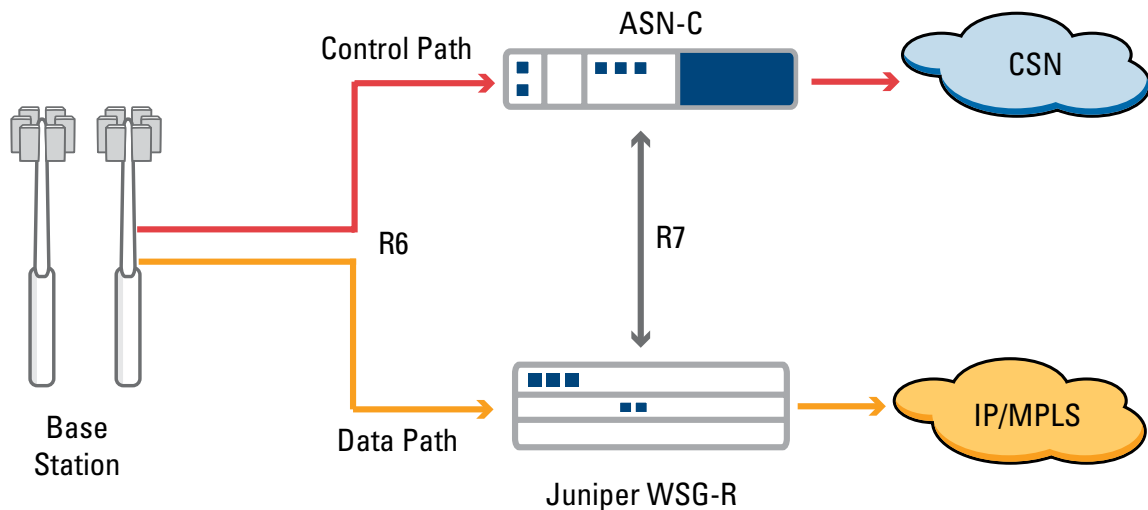 ASN-C
Control Path
CSN
R6
R7
Base
Station
Data Path
IP/MPLS
Juniper WSG-R